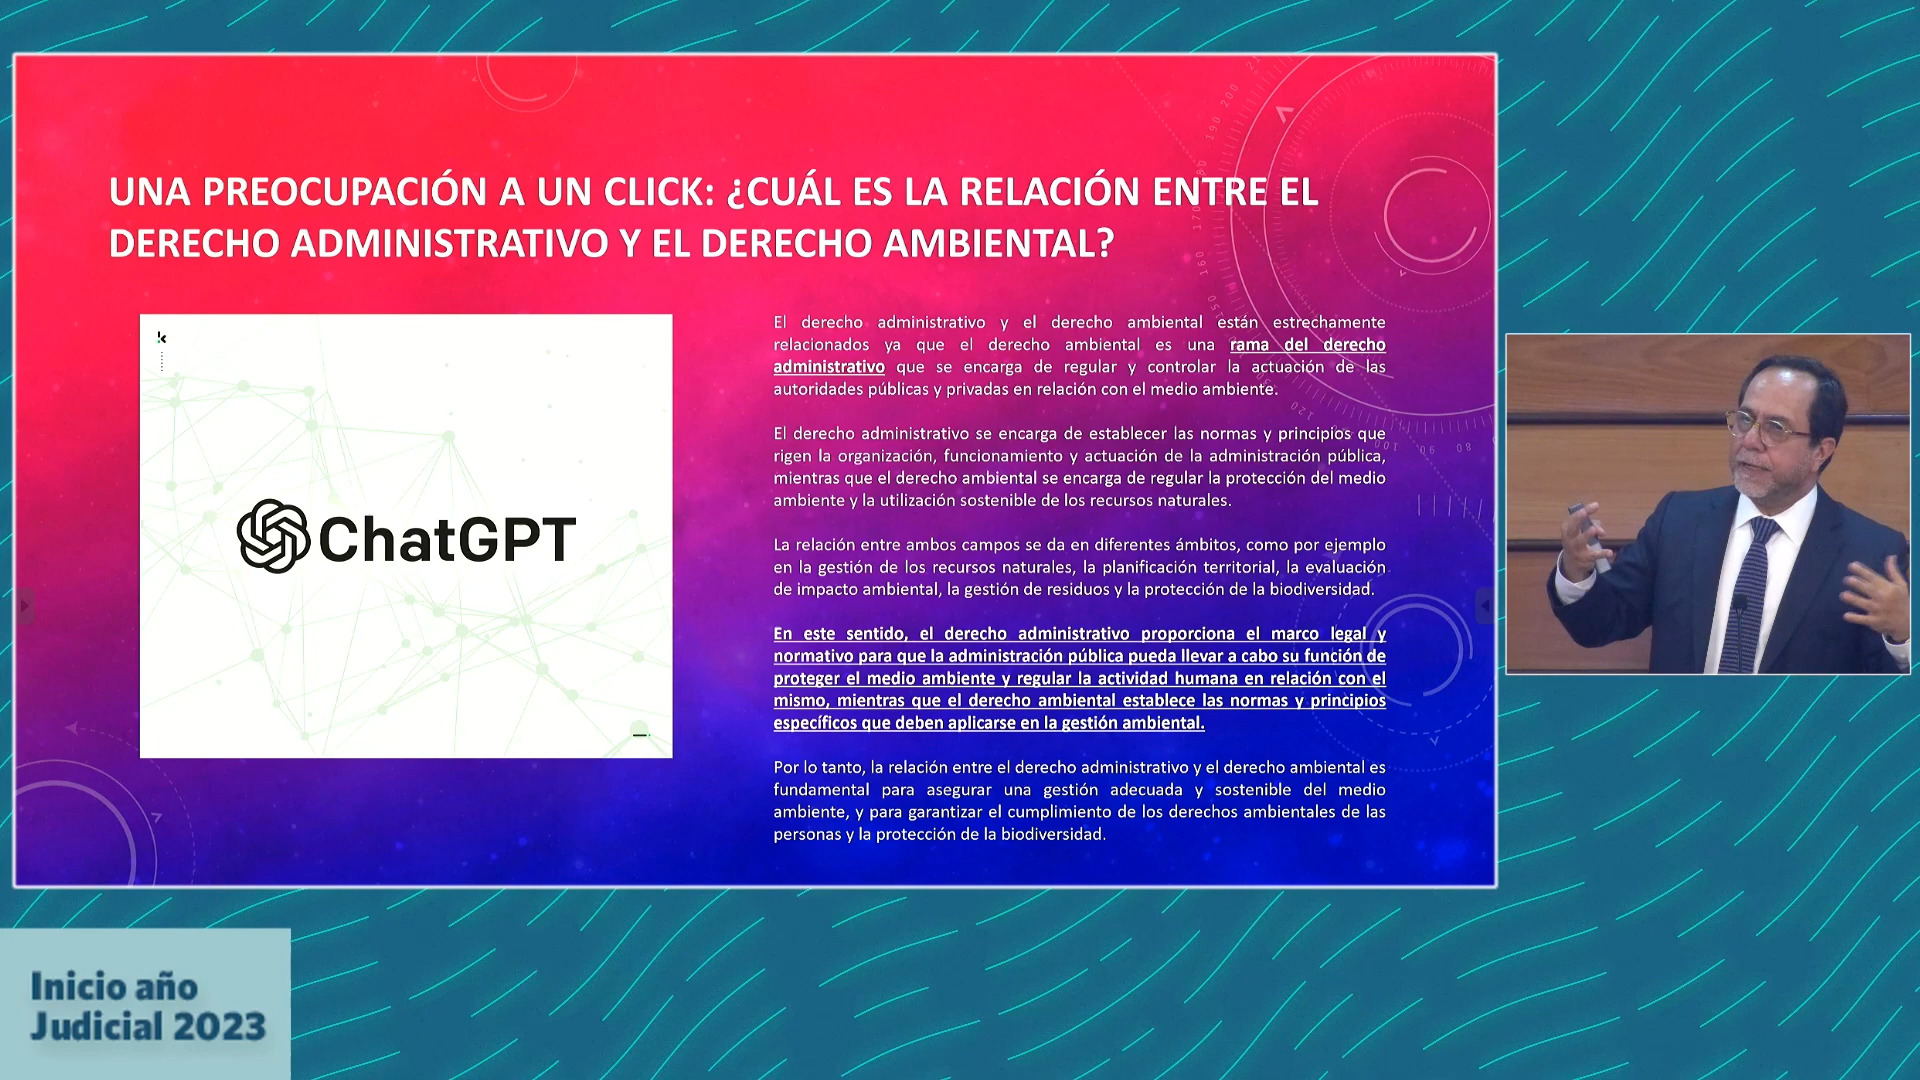 UNA PREOCUPACIÓN A UN CLICK: ¿CUÁL ES LA RELACIÓN ENTRE EL
DERECHO ADMINISTRATIVO Y EL DERECHO AMBIENTAL?
ChatGPT
El derecho administrativo y el derecho ambiental están estrechamente
relacionados ya que el derecho ambiental es una rama del derecho
administrativo que se encarga de regular y controlar la actuación de las
autoridades públicas y privadas en relación con el medio ambiente.
El derecho administrativo se encarga de establecer las normas y principios que
rigen la organización, funcionamiento y actuación de la administración pública,
mientras que el derecho ambiental se encarga de regular la protección del medio
ambiente y la utilización sostenible de los recursos naturales.
La relación entre ambos campos se da en diferentes ámbitos, como por ejemplo
en la gestión de los recursos naturales, la planificación territorial, la evaluación
de impacto ambiental, la gestión de residuos y la protección de la biodiversidad.
En este sentido, el derecho administrativo proporciona el marco legal y
normativo para que la administración pública pueda llevar a cabo su función de
proteger el medio ambiente y regular la actividad humana en relación con el
mismo, mientras que el derecho ambiental establece las normas y principios
específicos que deben aplicarse en la gestión ambiental.
Por lo tanto, la relación entre el derecho administrativo y el derecho ambiental es
fundamental para asegurar una gestión adecuada y sostenible del medio
ambiente, y para garantizar el cumplimiento de los derechos ambientales de las
personas y la protección de la biodiversidad.
Inicio año
Judicial 2023